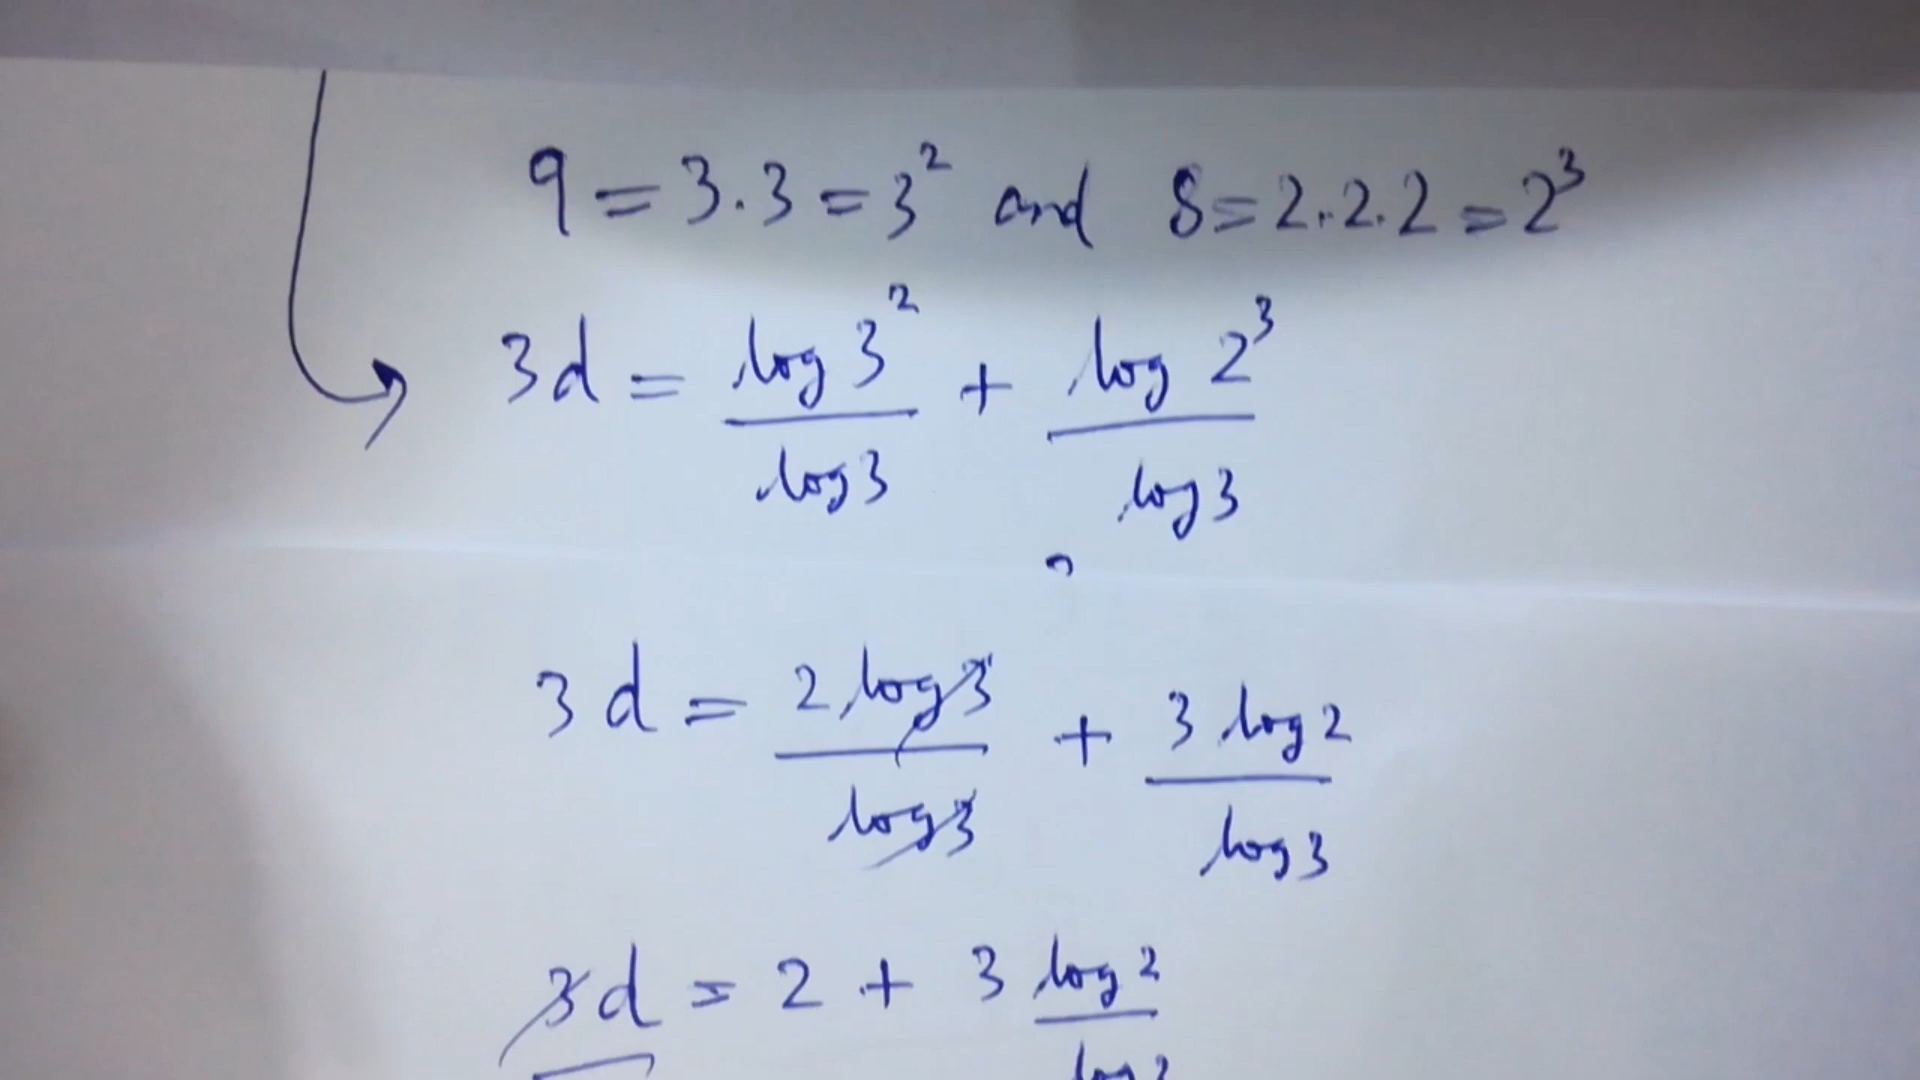 9 = 3.3 = 3² and 8 = 2.2.2 = 2³
3d = log 3² / log 3 + log 2³ / log 3
3d = 2 log 3 / log 3 + 3 log 2 / log 3
3d = 2 + 3 log 2 / log